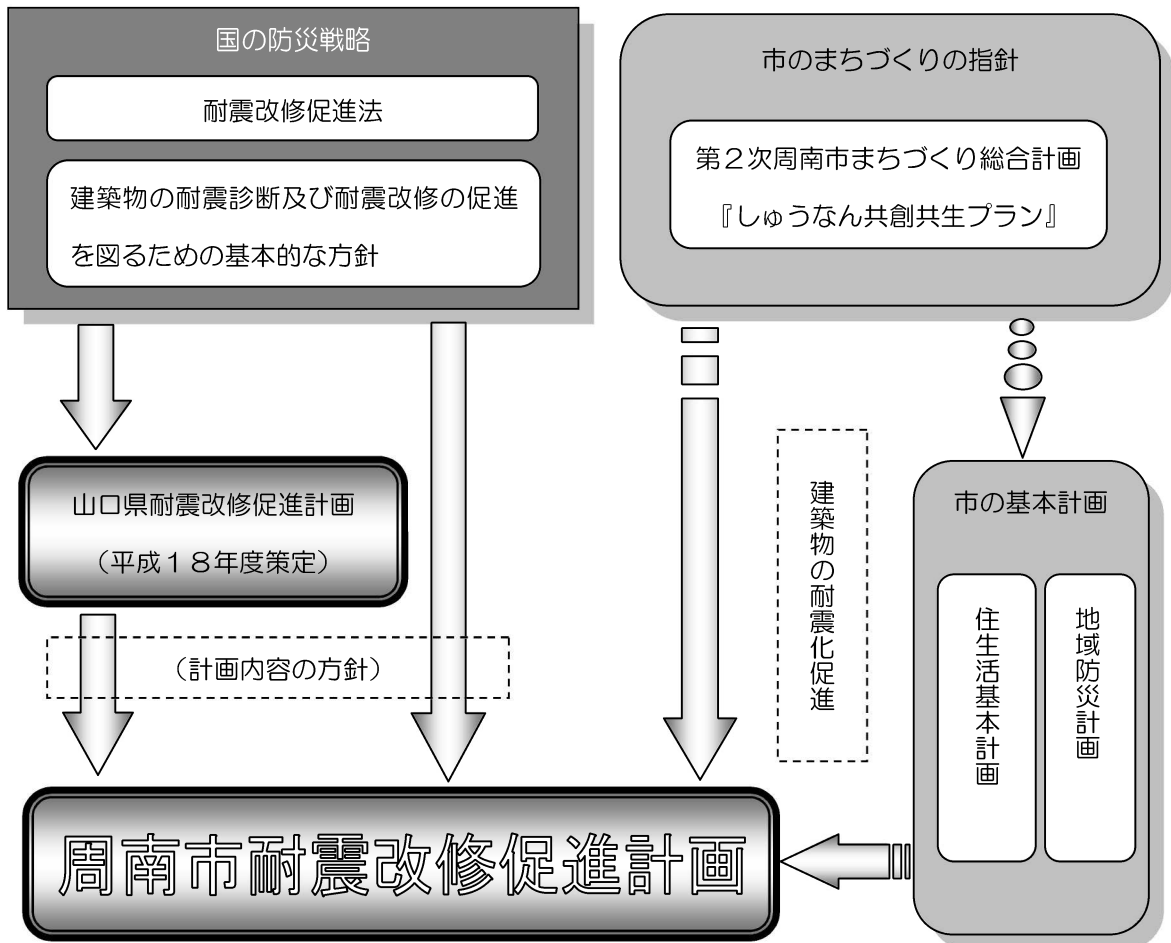 国の防災戦略
耐震改修促進法
建築物の耐震診断及び耐震改修の促進
を図るための基本的な方針
市のまちづくりの指針
第２次周南市まちづくり総合計画
『しゅうなん共創共生プラン』
山口県耐震改修促進計画
（平成１８年度策定）
（計画内容の方針）
建築物の耐震化促進
市の基本計画
住生活基本計画
地域防災計画
周南市耐震改修促進計画